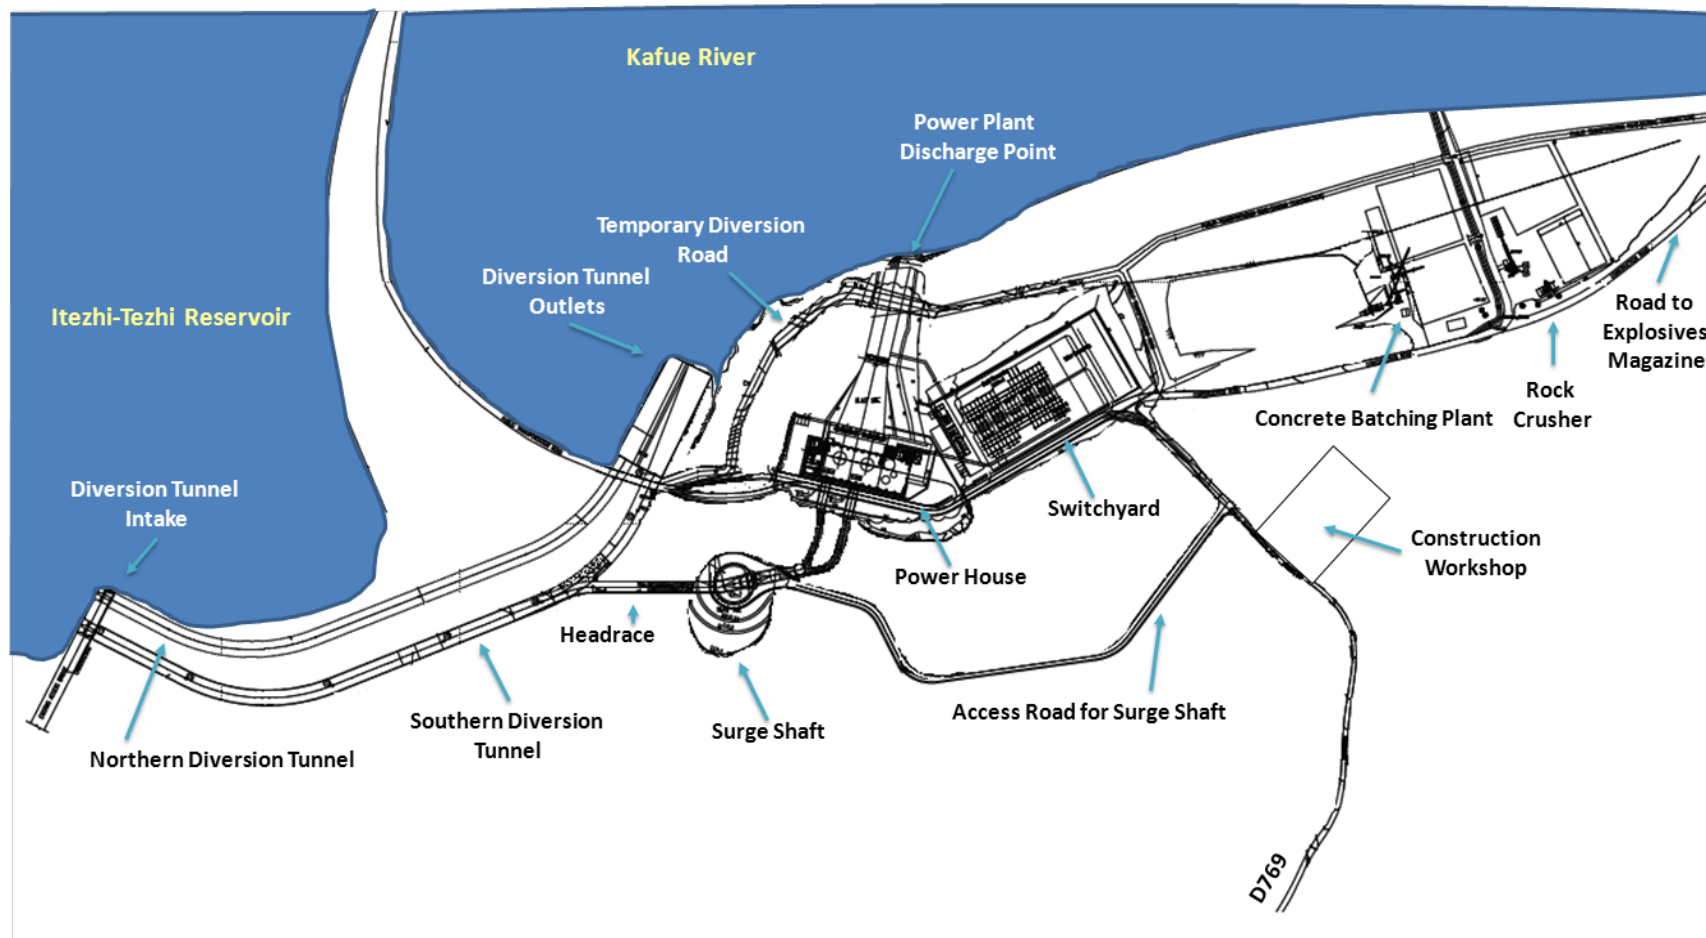 Kafue River
Power Plant
Discharge Point
Temporary Diversion
Road
Diversion Tunnel
Outlets
Itezhi-Tezhi Reservoir
Road to
Explosives
Magazine
Rock
Crusher
Concrete Batching Plant
Diversion Tunnel
Intake
Switchyard
Construction
Workshop
Power House
Headrace
Access Road for Surge Shaft
Southern Diversion
Tunnel
Surge Shaft
Northern Diversion Tunnel
D769